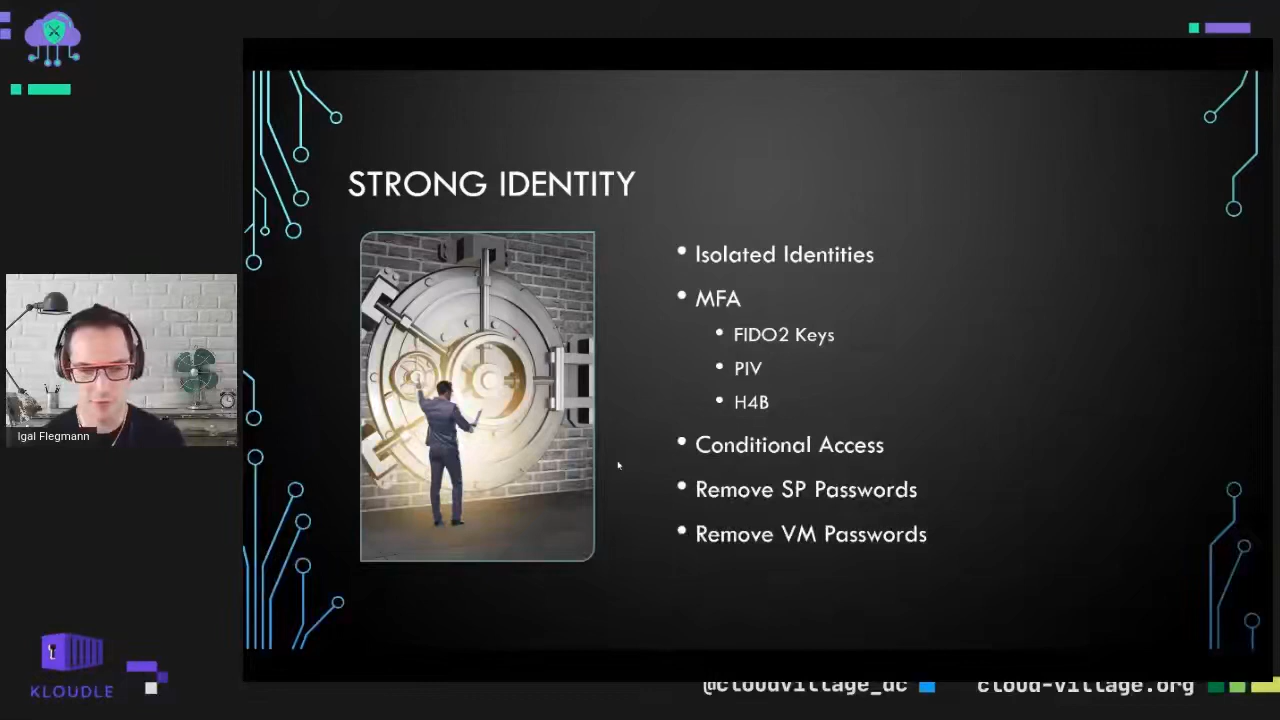 STRONG IDENTITY
• Isolated Identities
• MFA
• FIDO2 Keys
• PIV
• H4B
• Conditional Access
• Remove SP Passwords
• Remove VM Passwords
Igal Flegmann
KLOUDLE
@cloudvillage_dc
cloud-village.org